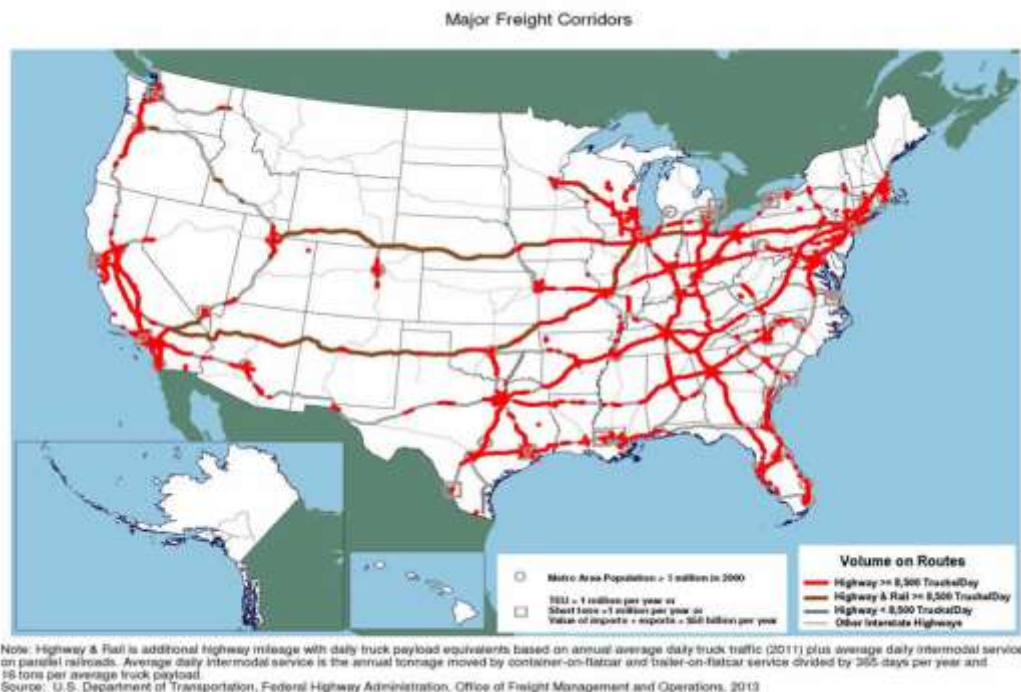 Major Freight Corridors
Metro Area Population > 1 million in 2000
TEU > 1 million per year or
Short tons >1 million per year or
Value of imports + exports > $50 billion per year
Volume on Routes
Highway >= 8,500 Trucks/Day
Highway & Rail >= 8,500 Trucks/Day
Highway < 8,500 Trucks/Day
Other Interstate Highways
Note: Highway & Rail is additional highway mileage with daily truck payload equivalents based on annual average daily truck traffic (2011) plus average daily intermodal service
on parallel railroads. Average daily intermodal service is the annual tonnage moved by container-on-flatcar and trailer-on-flatcar service divided by 365 days per year and
16 tons per average truck payload.
Source: U.S. Department of Transportation, Federal Highway Administration, Office of Freight Management and Operations, 2013